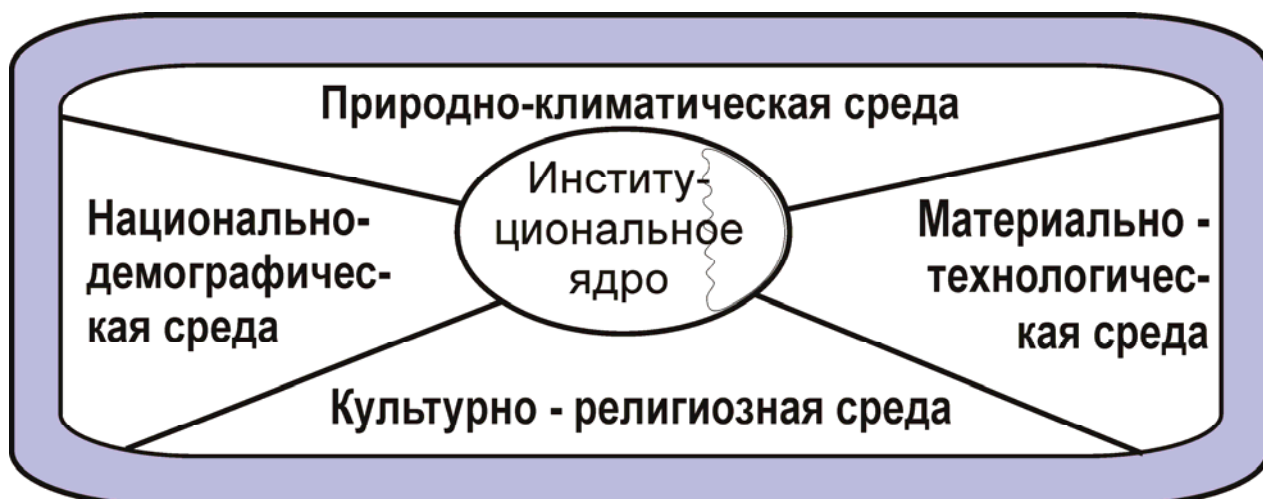 Природно-климатическая среда
Институ-
циональное
ядро
Национально-
демографичес-
кая среда
Материально -
технологичес-
кая среда
Культурно - религиозная среда